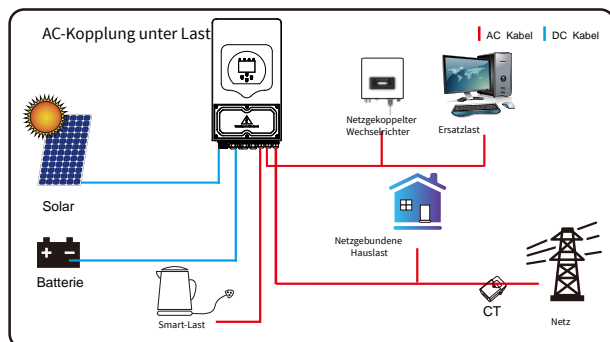 AC-Kopplung unter Last
AC Kabel
DC Kabel
Netzgekoppelter
Wechselrichter
Ersatzlast
Solar
Netzgebundene
Hauslast
Batterie
Smart-Last
CT
Netz